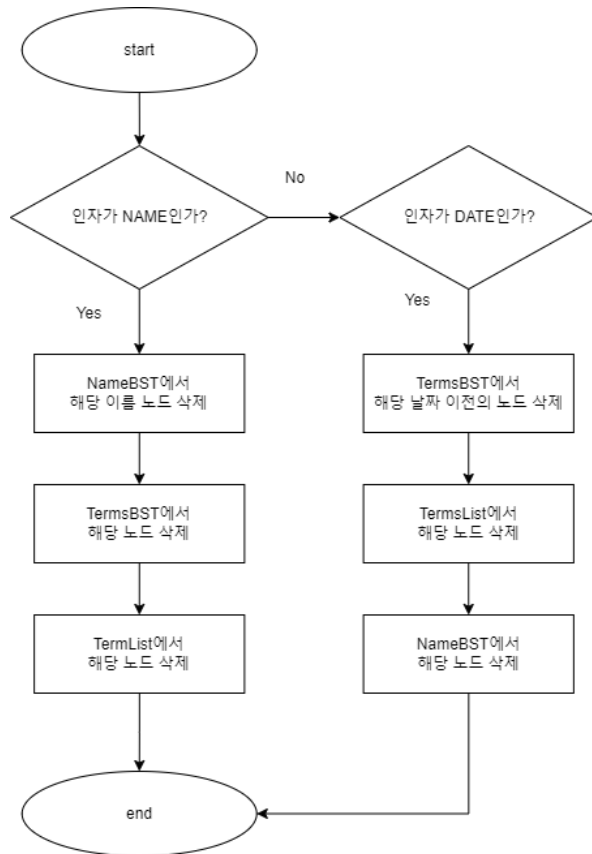 start
인자가 NAME인가?
No
인자가 DATE인가?
Yes
Yes
NameBST에서
해당 이름 노드 삭제
TermsBST에서
해당 날짜 이전의 노드 삭제
TermsBST에서
해당 노드 삭제
TermsList에서
해당 노드 삭제
TermList에서
해당 노드 삭제
NameBST에서
해당 노드 삭제
end